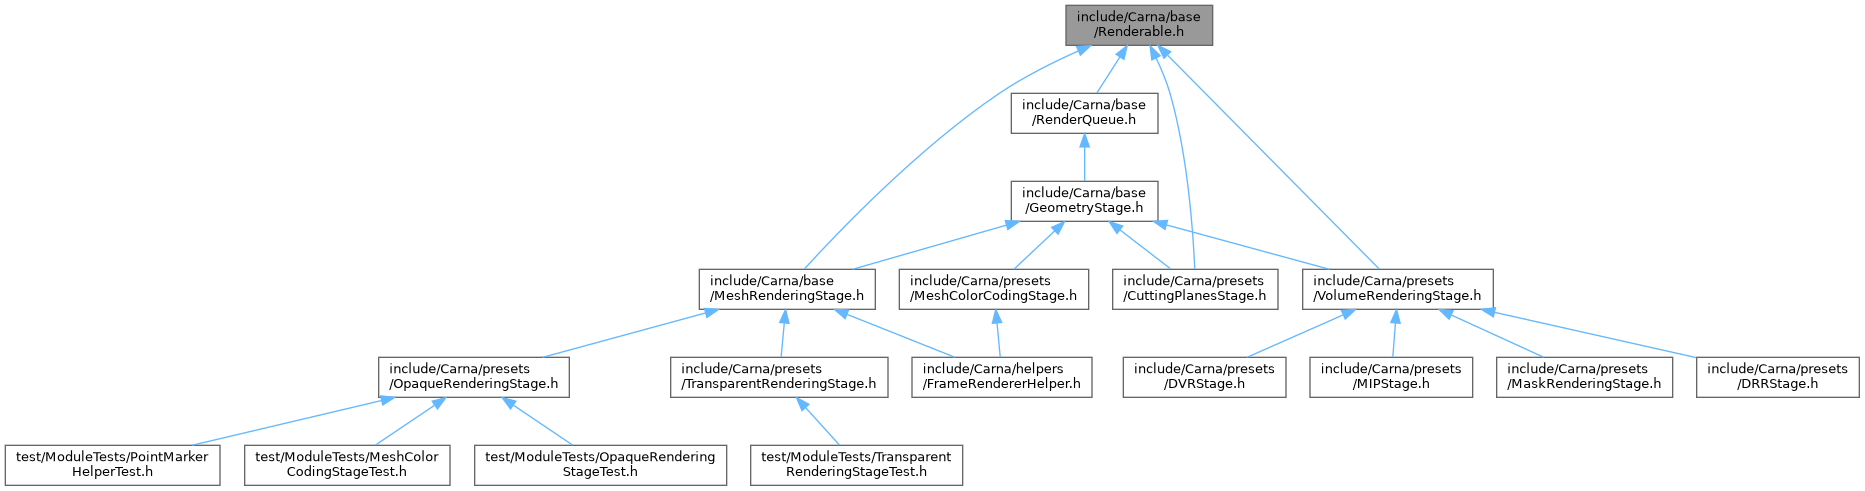 include/Carna/base
/Renderable.h
include/Carna/base
/RenderQueue.h
include/Carna/base
/GeometryStage.h
include/Carna/base
/MeshRenderingStage.h
include/Carna/presets
/MeshColorCodingStage.h
include/Carna/presets
/CuttingPlanesStage.h
include/Carna/presets
/VolumeRenderingStage.h
include/Carna/presets
/OpaqueRenderingStage.h
include/Carna/presets
/TransparentRenderingStage.h
include/Carna/helpers
/FrameRendererHelper.h
include/Carna/presets
/DVRStage.h
include/Carna/presets
/MIPStage.h
include/Carna/presets
/MaskRenderingStage.h
include/Carna/presets
/DRRStage.h
test/ModuleTests/PointMarker
HelperTest.h
test/ModuleTests/MeshColor
CodingStageTest.h
test/ModuleTests/OpaqueRendering
StageTest.h
test/ModuleTests/Transparent
RenderingStageTest.h